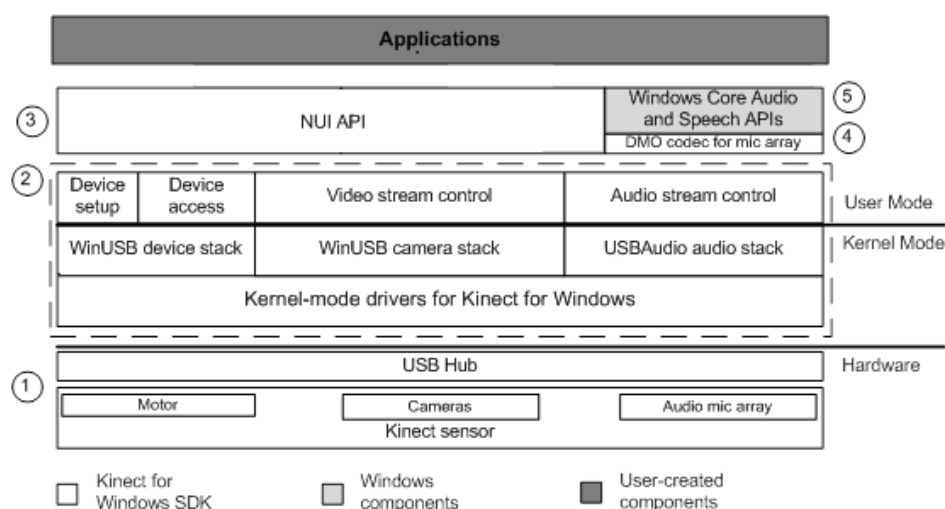 Applications
5
Windows Core Audio
and Speech APIs
3
NUI API
4
DMO codec for mic array
2
Device
setup
Device
access
Video stream control
Audio stream control
User Mode
WinUSB device stack
WinUSB camera stack
USBAudio audio stack
Kernel Mode
Kernel-mode drivers for Kinect for Windows
USB Hub
Hardware
1
Motor
Cameras
Audio mic array
Kinect sensor
Kinect for
Windows SDK
Windows
components
User-created
components